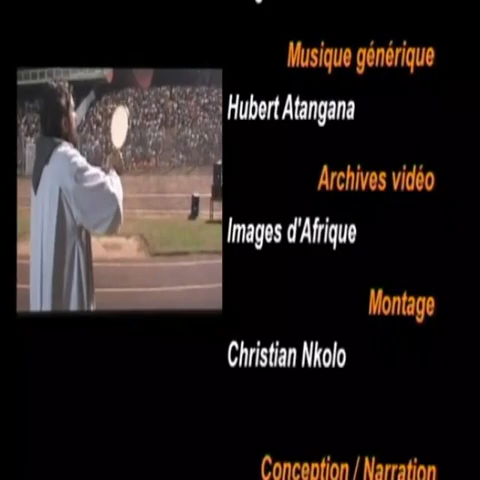 Musique générique
Hubert Atangana
Archives vidéo
Images d'Afrique
Montage
Christian Nkolo
Conception / Narration